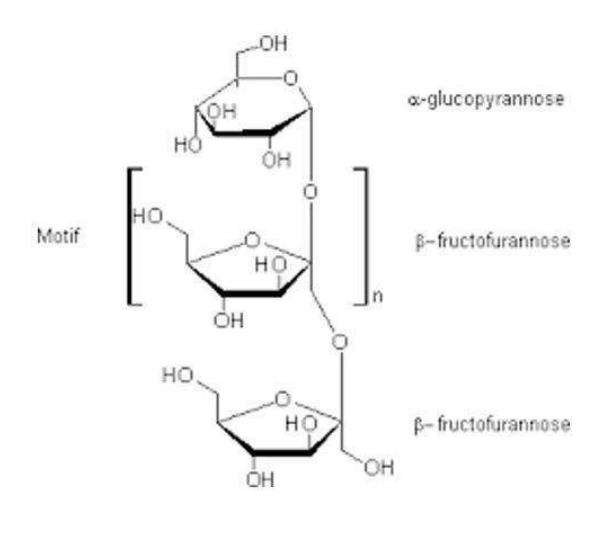 OH
O
α-glucopyrannose
OH
HO
OH
O
HO
Motif
O
β-fructofurannose
HO
n
OH
O
HO
O
β-fructofurannose
HO
OH
OH